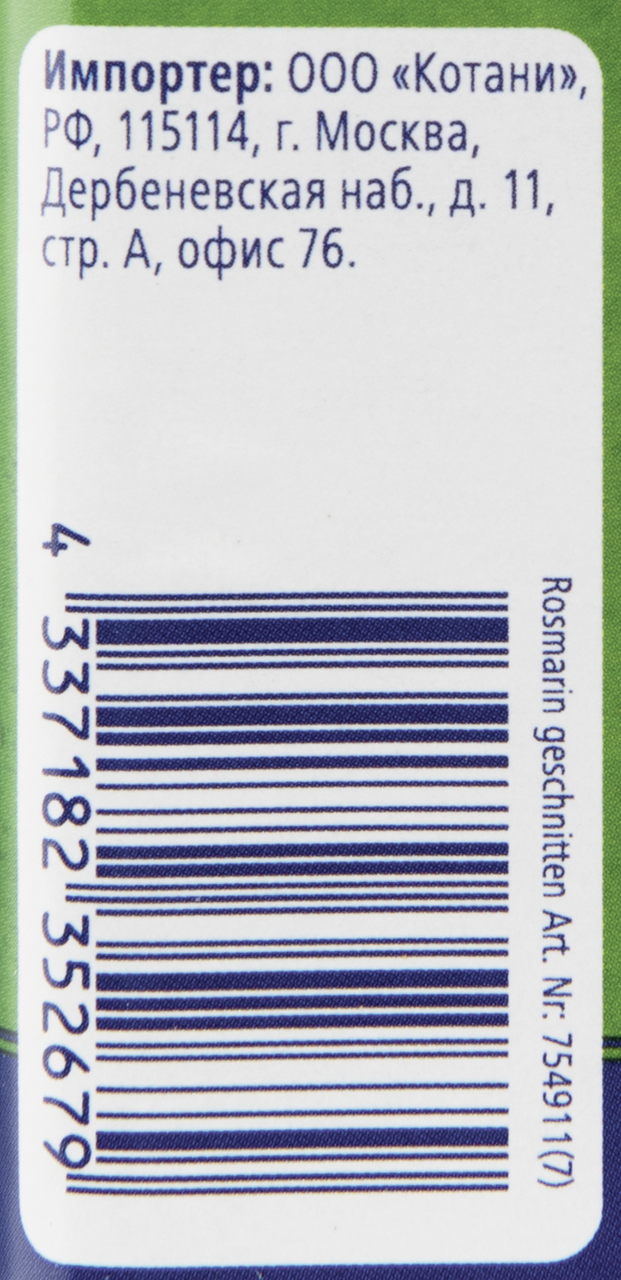 Импортер: ООО «Котани»,
РФ, 115114, г. Москва,
Дербеневская наб., д. 11,
стр. А, офис 76.
Rosmarin geschnitten Art. Nr: 754911(7)
4 337182 352679